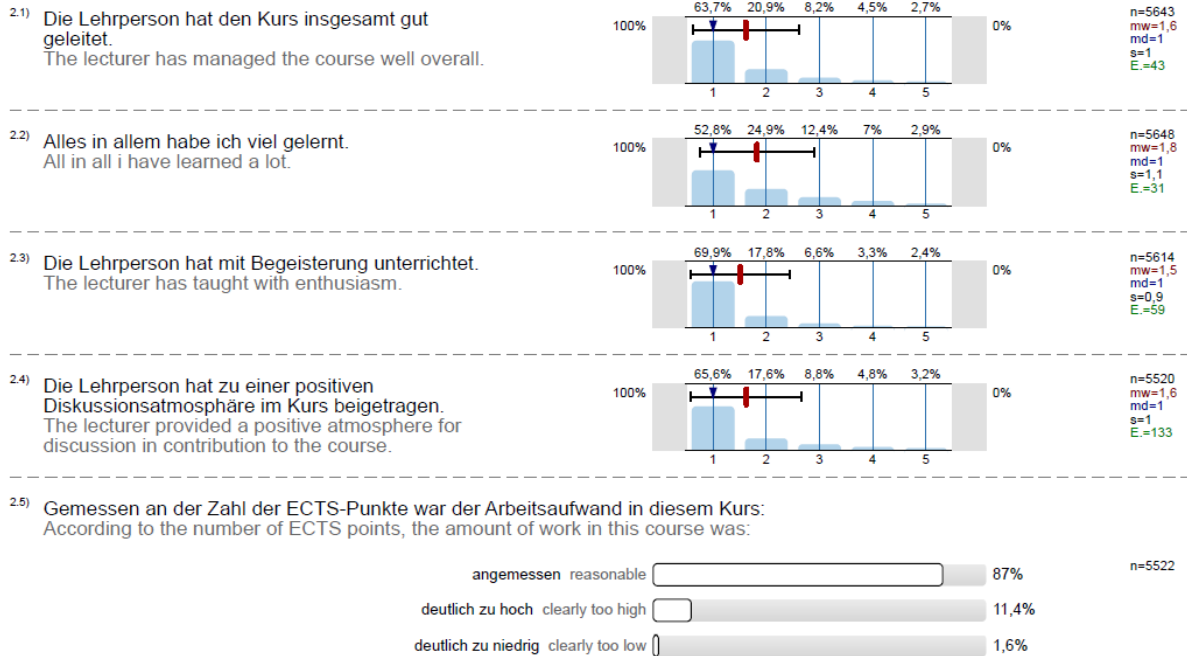 2.1) Die Lehrperson hat den Kurs insgesamt gut
geleitet.
The lecturer has managed the course well overall.
100%
63,7% 20,9% 8,2% 4,5% 2,7%
0%
1 2 3 4 5
n=5643
mw=1,6
md=1
s=1
E.=43
2.2) Alles in allem habe ich viel gelernt.
All in all i have learned a lot.
100%
52,8% 24,9% 12,4% 7% 2,9%
0%
1 2 3 4 5
n=5648
mw=1,8
md=1
s=1,1
E.=31
2.3) Die Lehrperson hat mit Begeisterung unterrichtet.
The lecturer has taught with enthusiasm.
100%
69,9% 17,8% 6,6% 3,3% 2,4%
0%
1 2 3 4 5
n=5614
mw=1,5
md=1
s=0,9
E.=59
2.4) Die Lehrperson hat zu einer positiven
Diskussionsatmosphäre im Kurs beigetragen.
The lecturer provided a positive atmosphere for
discussion in contribution to the course.
100%
65,6% 17,6% 8,8% 4,8% 3,2%
0%
1 2 3 4 5
n=5520
mw=1,6
md=1
s=1
E.=133
2.5) Gemessen an der Zahl der ECTS-Punkte war der Arbeitsaufwand in diesem Kurs:
According to the number of ECTS points, the amount of work in this course was:
angemessen reasonable 87% n=5522
deutlich zu hoch clearly too high 11,4%
deutlich zu niedrig clearly too low 1,6%